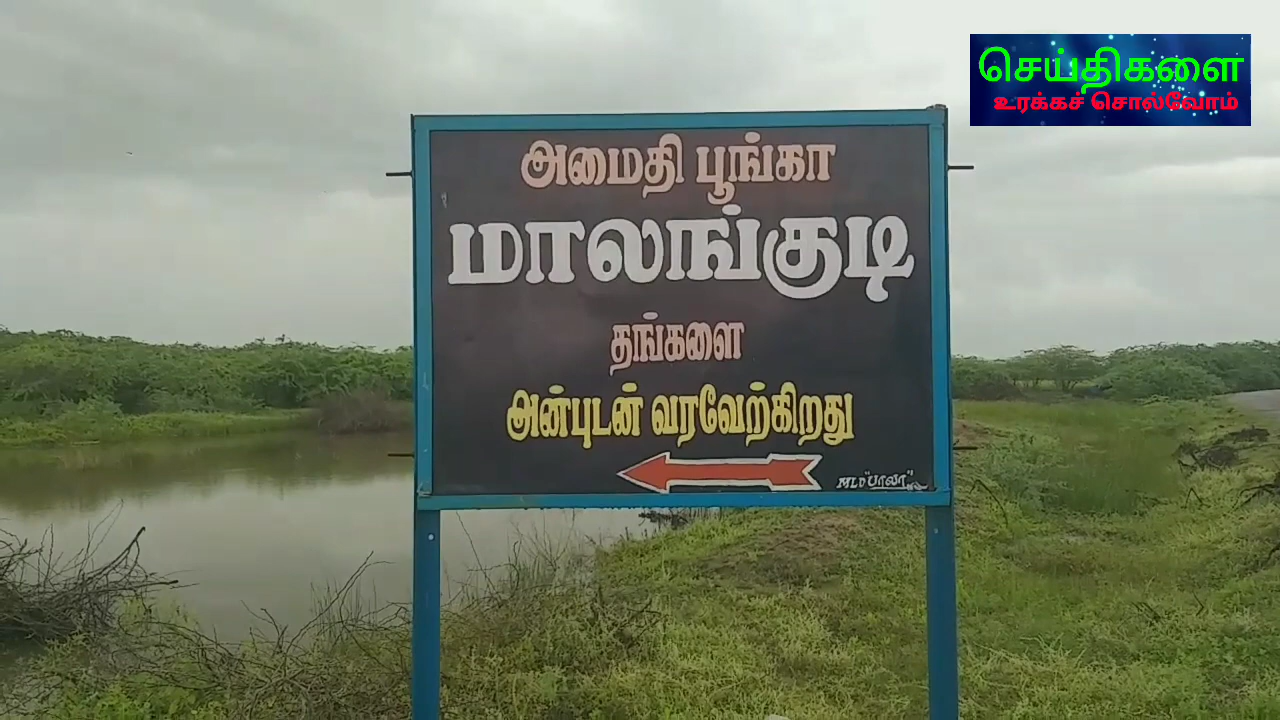 செய்திகளை
உரக்கச் சொல்வோம்
அமைதி பூங்கா
மாலங்குடி
தங்களை
அன்புடன் வரவேற்கிறது
"பாலா"